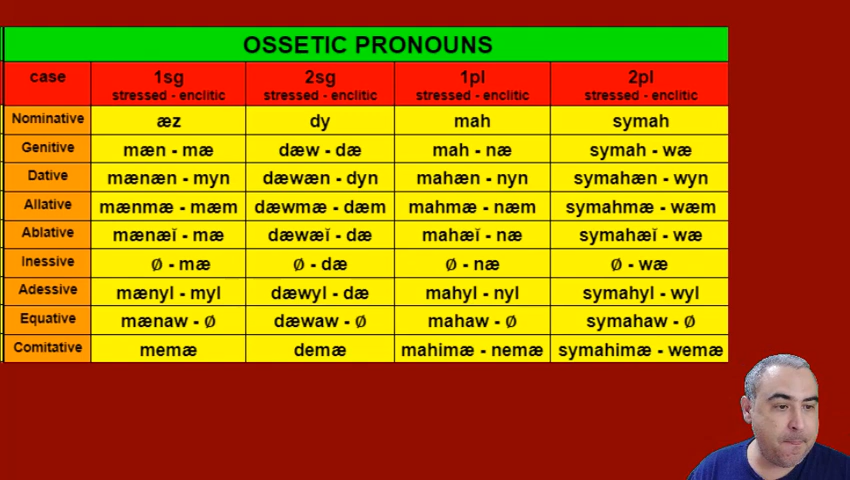 OSSETIC PRONOUNS
case 1sg 2sg 1pl 2pl
stressed - enclitic stressed - enclitic stressed - enclitic stressed - enclitic
Nominative æz dy mah symah
Genitive mæn - mæ dæw - dæ mah - næ symah - wæ
Dative mænæn - myn dæwæn - dyn mahæn - nyn symahæn - wyn
Allative mænmæ - mæm dæwmæ - dæm mahmæ - næm symahmæ - wæm
Ablative mænæĭ - mæ dæwæĭ - dæ mahæĭ - næ symahæĭ - wæ
Inessive Ø - mæ Ø - dæ Ø - næ Ø - wæ
Adessive mænyl - myl dæwyl - dæ mahyl - nyl symahyl - wyl
Equative mænaw - Ø dæwaw - Ø mahaw - Ø symahaw - Ø
Comitative memæ demæ mahimæ - nemæ symahimæ - wemæ